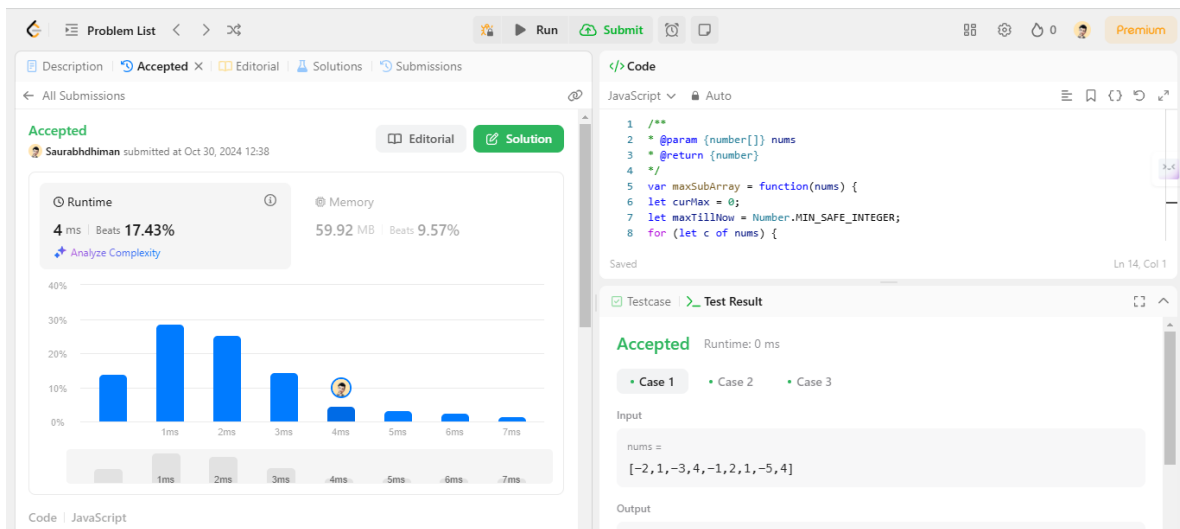 Problem List
Run
Submit
0
Premium
Description
Accepted
Editorial
Solutions
Submissions
All Submissions
Accepted
Saurabhdhiman submitted at Oct 30, 2024 12:38
Editorial
Solution
Runtime
4 ms | Beats 17.43%
Analyze Complexity
Memory
59.92 MB | Beats 9.57%
40%
30%
20%
10%
0%
1ms 2ms 3ms 4ms 5ms 6ms 7ms
1ms 2ms 3ms 4ms 5ms 6ms 7ms
Code | JavaScript
</> Code
JavaScript Auto
1 /**
2 * @param {number[]} nums
3 * @return {number}
4 */
5 var maxSubArray = function(nums) {
6 let curMax = 0;
7 let maxTillNow = Number.MIN_SAFE_INTEGER;
8 for (let c of nums) {
Saved
Ln 14, Col 1
Testcase
>_ Test Result
Accepted Runtime: 0 ms
• Case 1 • Case 2 • Case 3
Input
nums =
[-2,1,-3,4,-1,2,1,-5,4]
Output